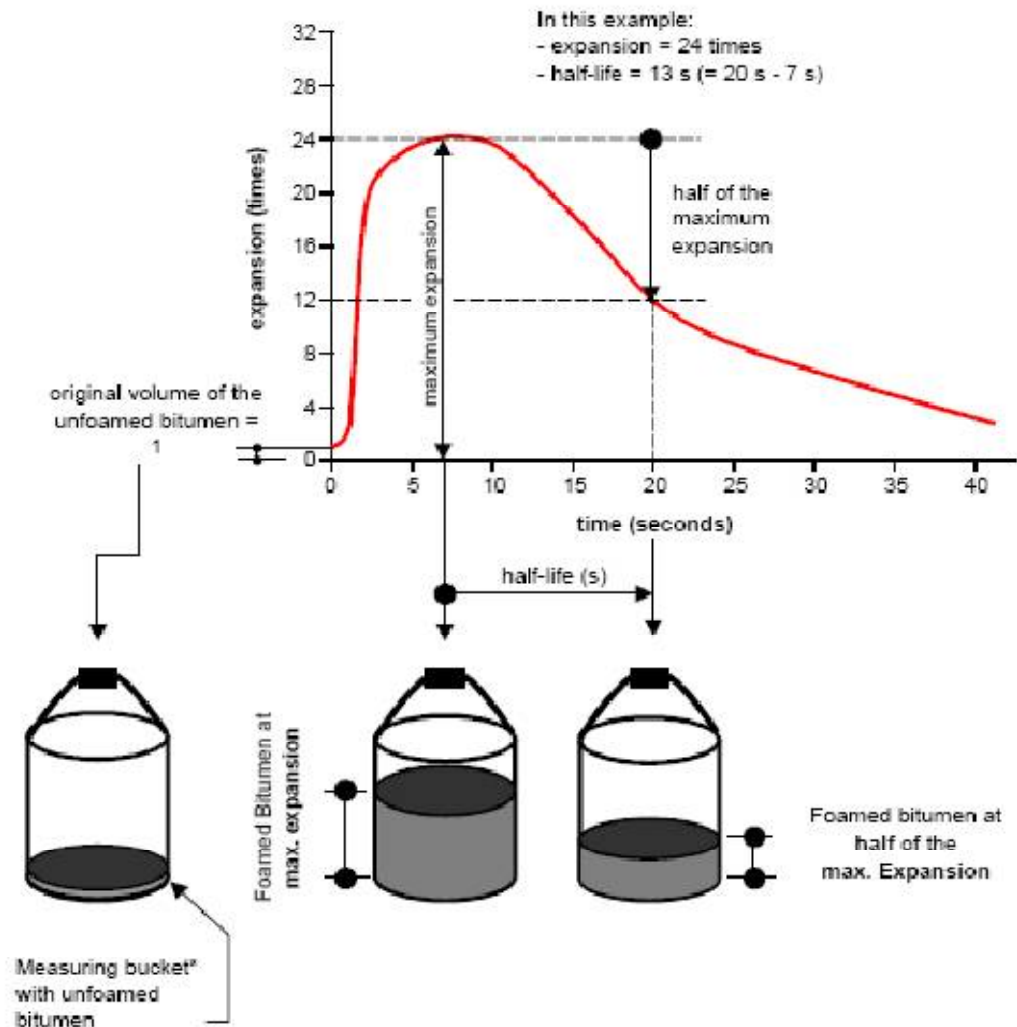 In this example:
- expansion = 24 times
- half-life = 13 s (= 20 s - 7 s)
32
28
24
20
16
12
8
4
0
expansion (times)
maximum expansion
half of the
maximum
expansion
original volume of the
unfoamed bitumen =
1
0 5 10 15 20 25 30 35 40
time (seconds)
half-life (s)
Foamed Bitumen at
max. expansion
Foamed bitumen at
half of the
max. Expansion
Measuring bucket*
with unfoamed
bitumen